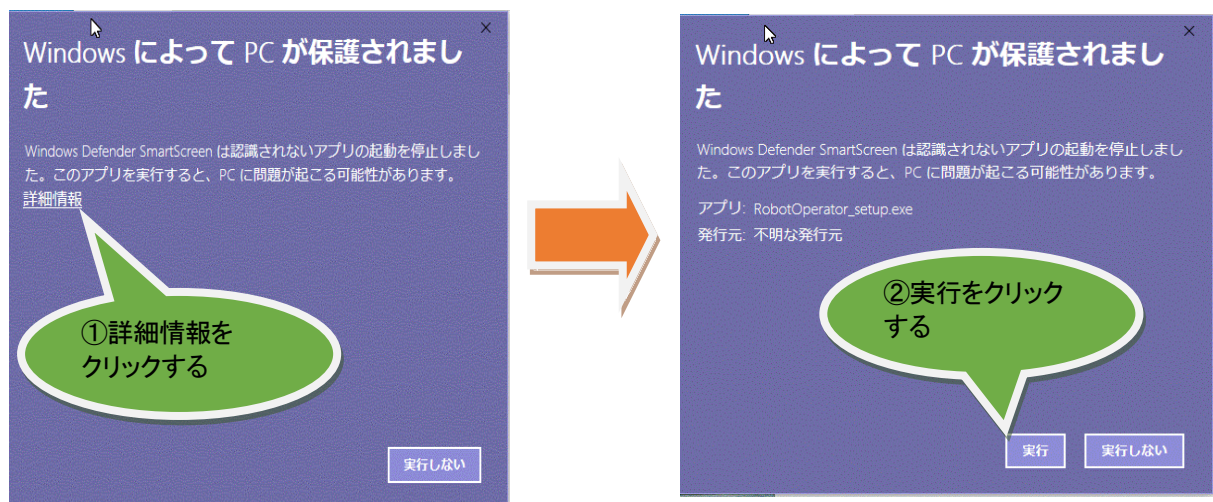 Windows によって PC が保護されまし
た
Windows Defender SmartScreen は認識されないアプリの起動を停止しまし
た。このアプリを実行すると、PC に問題が起こる可能性があります。
詳細情報
①詳細情報を
クリックする
実行しない
Windows によって PC が保護されまし
た
Windows Defender SmartScreen は認識されないアプリの起動を停止しまし
た。このアプリを実行すると、PC に問題が起こる可能性があります。
アプリ: RobotOperator_setup.exe
発行元: 不明な発行元
②実行をクリック
する
実行
実行しない